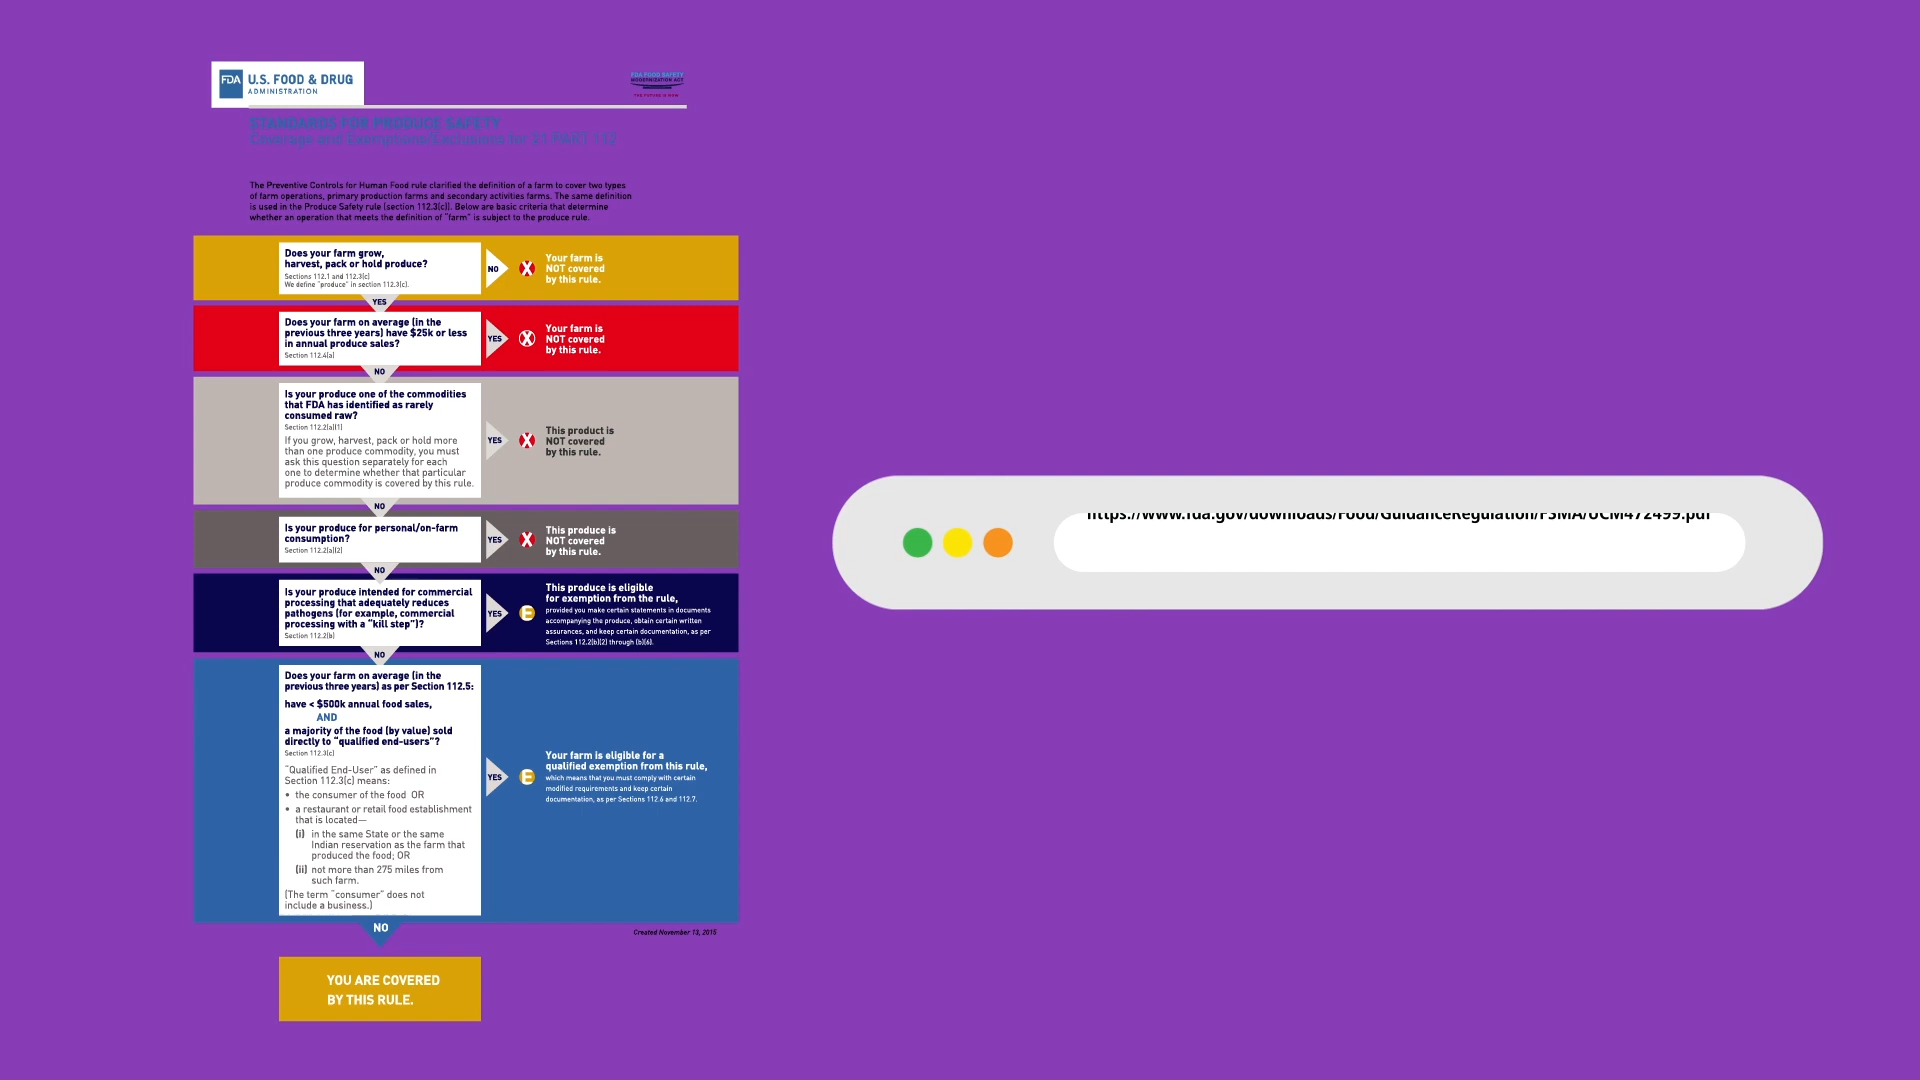 FDA U.S. FOOD & DRUG
ADMINISTRATION
FDA FOOD SAFETY
MODERNIZATION ACT
THE FUTURE IS NOW
STANDARDS FOR PRODUCE SAFETY
Coverage and Exemptions/Exclusions for 21 PART 112
The Preventive Controls for Human Food rule clarified the definition of a farm to cover two types
of farm operations, primary production farms and secondary activities farms. The same definition
is used in the Produce Safety rule (section 112.3(c)). Below are basic criteria that determine
whether an operation that meets the definition of "farm" is subject to the produce rule.
Does your farm grow,
harvest, pack or hold produce?
Sections 112.1 and 112.3(c)
We define "produce" in section 112.3(c).
NO
X
Your farm is
NOT covered
by this rule.
YES
Does your farm on average (in the
previous three years) have $25k or less
in annual produce sales?
Section 112.4(a)
YES
X
Your farm is
NOT covered
by this rule.
NO
Is your produce one of the commodities
that FDA has identified as rarely
consumed raw?
Section 112.2(a)(1)
If you grow, harvest, pack or hold more
than one produce commodity, you must
ask this question separately for each
one to determine whether that particular
produce commodity is covered by this rule.
YES
X
This product is
NOT covered
by this rule.
NO
Is your produce for personal/on-farm
consumption?
Section 112.2(a)(2)
YES
X
This produce is
NOT covered
by this rule.
NO
Is your produce intended for commercial
processing that adequately reduces
pathogens (for example, commercial
processing with a "kill step")?
Section 112.2(b)
YES
E
This produce is eligible
for exemption from the rule,
provided you make certain statements in documents
accompanying the produce, obtain certain written
assurances, and keep certain documentation, as per
Sections 112.2(b)(2) through (b)(6).
NO
Does your farm on average (in the
previous three years) as per Section 112.5:
have < $500k annual food sales,
AND
a majority of the food (by value) sold
directly to "qualified end-users"?
Section 112.3(c)
"Qualified End-User" as defined in
Section 112.3(c) means:
• the consumer of the food OR
• a restaurant or retail food establishment
that is located—
(i) in the same State or the same
Indian reservation as the farm that
produced the food; OR
(ii) not more than 275 miles from
such farm.
(The term "consumer" does not
include a business.)
YES
E
Your farm is eligible for a
qualified exemption from this rule,
which means that you must comply with certain
modified requirements and keep certain
documentation, as per Sections 112.6 and 112.7.
NO
Created November 13, 2015
YOU ARE COVERED
BY THIS RULE.
https://www.fda.gov/downloads/Food/GuidanceRegulation/FSMA/UCM472499.pdf